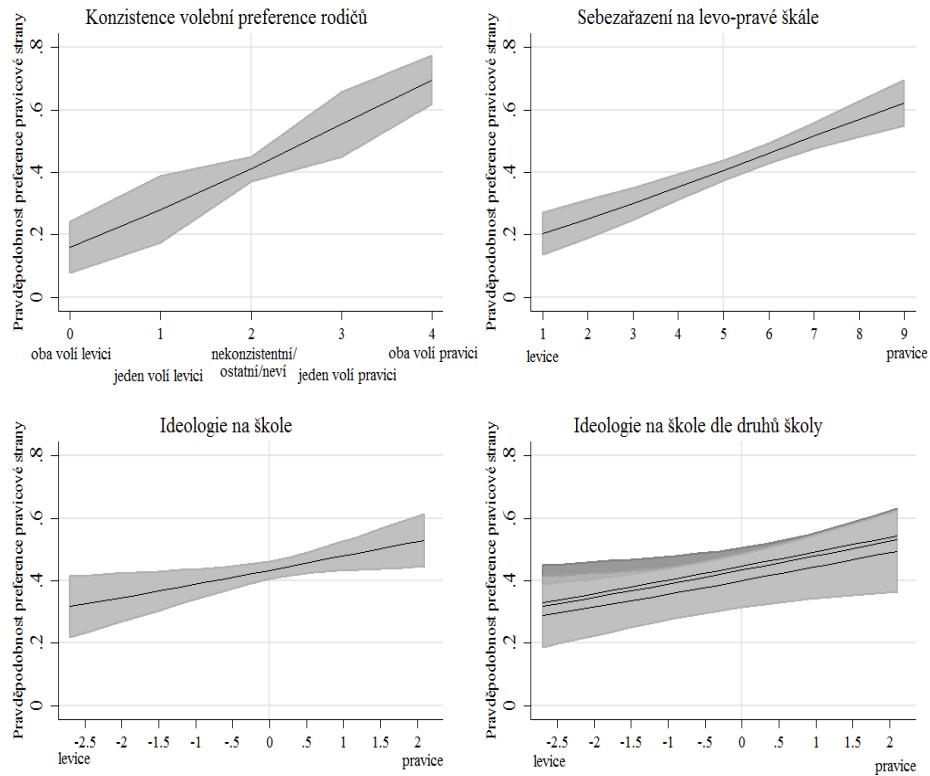 Konzistence volební preference rodičů
Pravděpodobnost preference pravicové strany
.8
.6
.4
.2
0
0 1 2 3 4
oba volí levici nekonzistentní/ oba volí pravici
jeden volí levici ostatní/neví jeden volí pravici
Sebezařazení na levo-pravé škále
Pravděpodobnost preference pravicové strany
.8
.6
.4
.2
0
1 2 3 4 5 6 7 8 9
levice pravice
Ideologie na škole
Pravděpodobnost preference pravicové strany
.8
.6
.4
.2
0
-2.5 -2 -1.5 -1 -.5 0 .5 1 1.5 2
levice pravice
Ideologie na škole dle druhů školy
Pravděpodobnost preference pravicové strany
.8
.6
.4
.2
0
-2.5 -2 -1.5 -1 -.5 0 .5 1 1.5 2
levice pravice